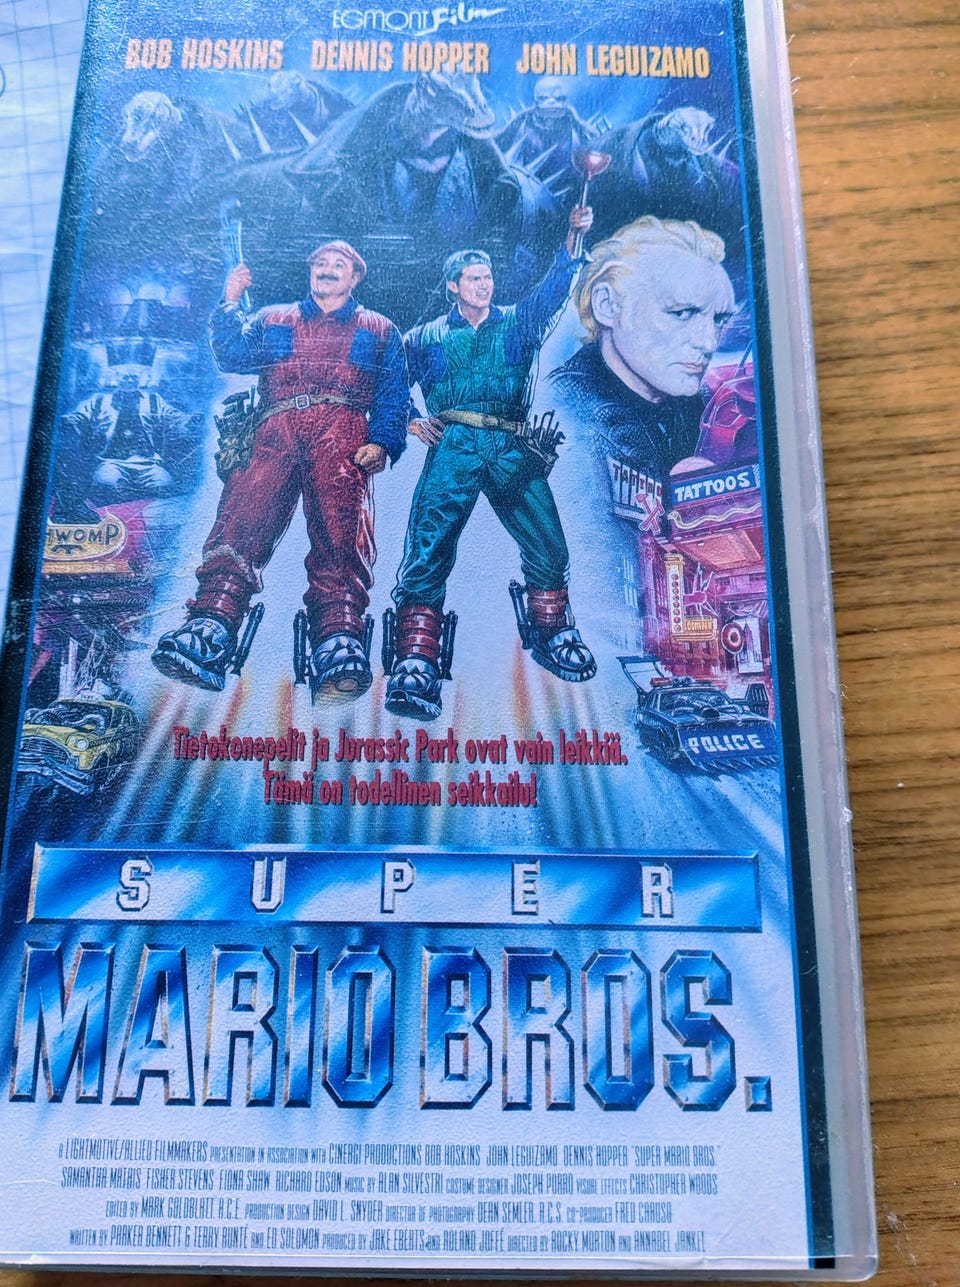 EGMONT Film
BOB HOSKINS DENNIS HOPPER JOHN LEGUIZAMO
TATTOOS
THWOMP
POLICE
Tietokonepelit ja Jurassic Park ovat vain leikkiä.
Tämä on todellinen seikkailu!
SUPER
MARIO BROS.
A LIGHTMOTIVE/ALLIED FILMMAKERS PRESENTATION IN ASSOCIATION WITH CINERGI PRODUCTIONS BOB HOSKINS JOHN LEGUIZAMO DENNIS HOPPER "SUPER MARIO BROS."
SAMANTHA MATHIS FISHER STEVENS FIONA SHAW RICHARD EDSON MUSIC BY ALAN SILVESTRI COSTUME DESIGNER JOSEPH PORRO VISUAL EFFECTS CHRISTOPHER WOODS
EDITED BY MARK GOLDBLATT A.C.E. PRODUCTION DESIGN DAVID L. SNYDER DIRECTOR OF PHOTOGRAPHY DEAN SEMLER, A.C.S. CO-PRODUCER FRED CARUSO
WRITTEN BY PARKER BENNETT & TERRY RUNTÉ AND ED SOLOMON PRODUCED BY JAKE EBERTS AND ROLAND JOFFÉ DIRECTED BY ROCKY MORTON AND ANNABEL JANKEL